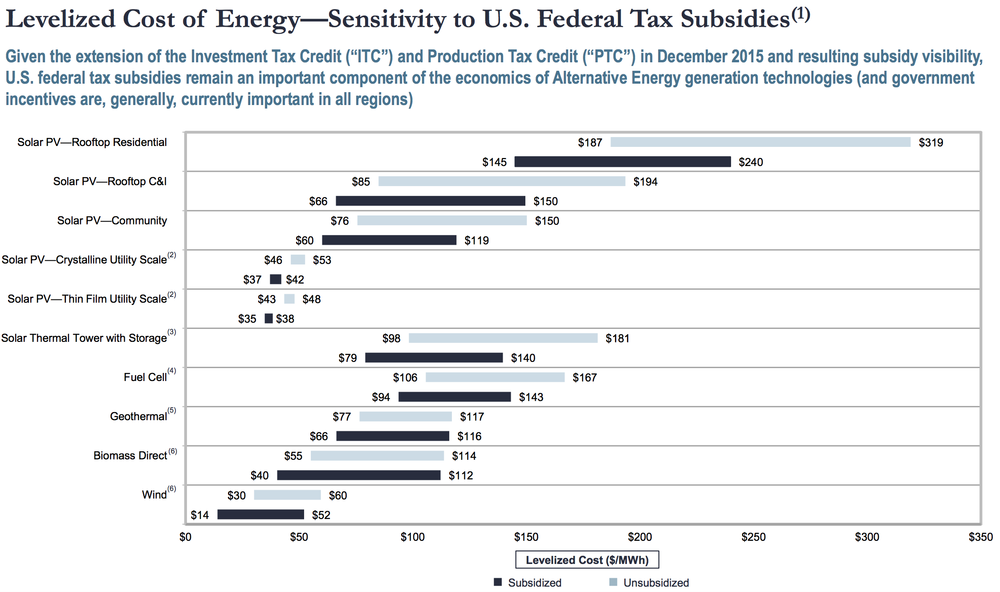 Levelized Cost of Energy—Sensitivity to U.S. Federal Tax Subsidies(1)
Given the extension of the Investment Tax Credit (“ITC”) and Production Tax Credit (“PTC”) in December 2015 and resulting subsidy visibility,
U.S. federal tax subsidies remain an important component of the economics of Alternative Energy generation technologies (and government
incentives are, generally, currently important in all regions)
Solar PV—Rooftop Residential $187 $319
$145 $240
Solar PV—Rooftop C&I $85 $194
$66 $150
Solar PV—Community $76 $150
$60 $119
Solar PV—Crystalline Utility Scale(2) $46 $53
$37 $42
Solar PV—Thin Film Utility Scale(2) $43 $48
$35 $38
Solar Thermal Tower with Storage(3) $98 $181
$79 $140
Fuel Cell(4) $106 $167
$94 $143
Geothermal(5) $77 $117
$66 $116
Biomass Direct(6) $55 $114
$40 $112
Wind(6) $30 $60
$14 $52
$0 $50 $100 $150 $200 $250 $300 $350
Levelized Cost ($/MWh)
Subsidized Unsubsidized